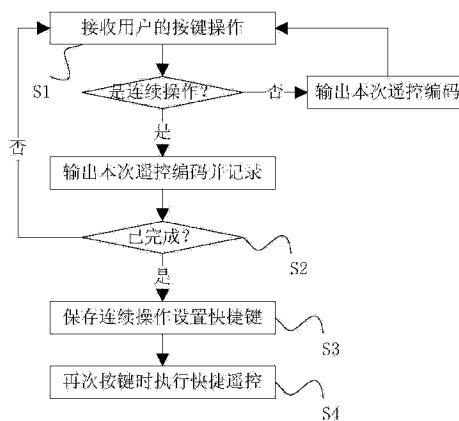 接收用户的按键操作
S1
是连续操作?
否
输出本次遥控编码
是
否
输出本次遥控编码并记录
已完成?
S2
是
保存连续操作设置快捷键
S3
再次按键时执行快捷遥控
S4